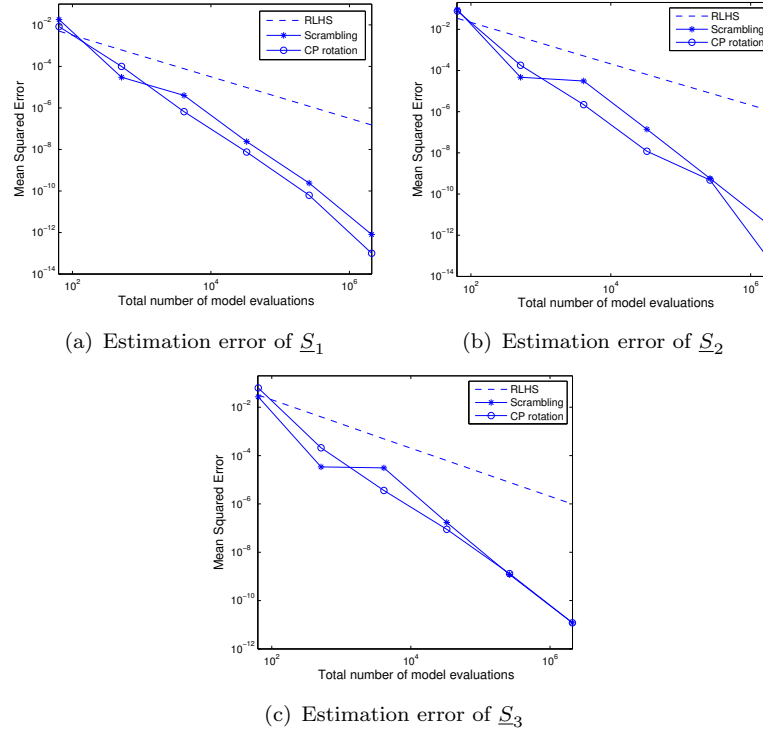 10^-2
10^-4
10^-6
10^-8
10^-10
10^-12
10^-14
Mean Squared Error
RLHS
Scrambling
CP rotation
10^2
10^4
10^6
Total number of model evaluations
(a) Estimation error of S_1
10^-2
10^-4
10^-6
10^-8
10^-10
10^-12
10^-14
Mean Squared Error
RLHS
Scrambling
CP rotation
10^2
10^4
10^6
Total number of model evaluations
(b) Estimation error of S_2
10^-2
10^-4
10^-6
10^-8
10^-10
10^-12
Mean Squared Error
RLHS
Scrambling
CP rotation
10^2
10^4
10^6
Total number of model evaluations
(c) Estimation error of S_3